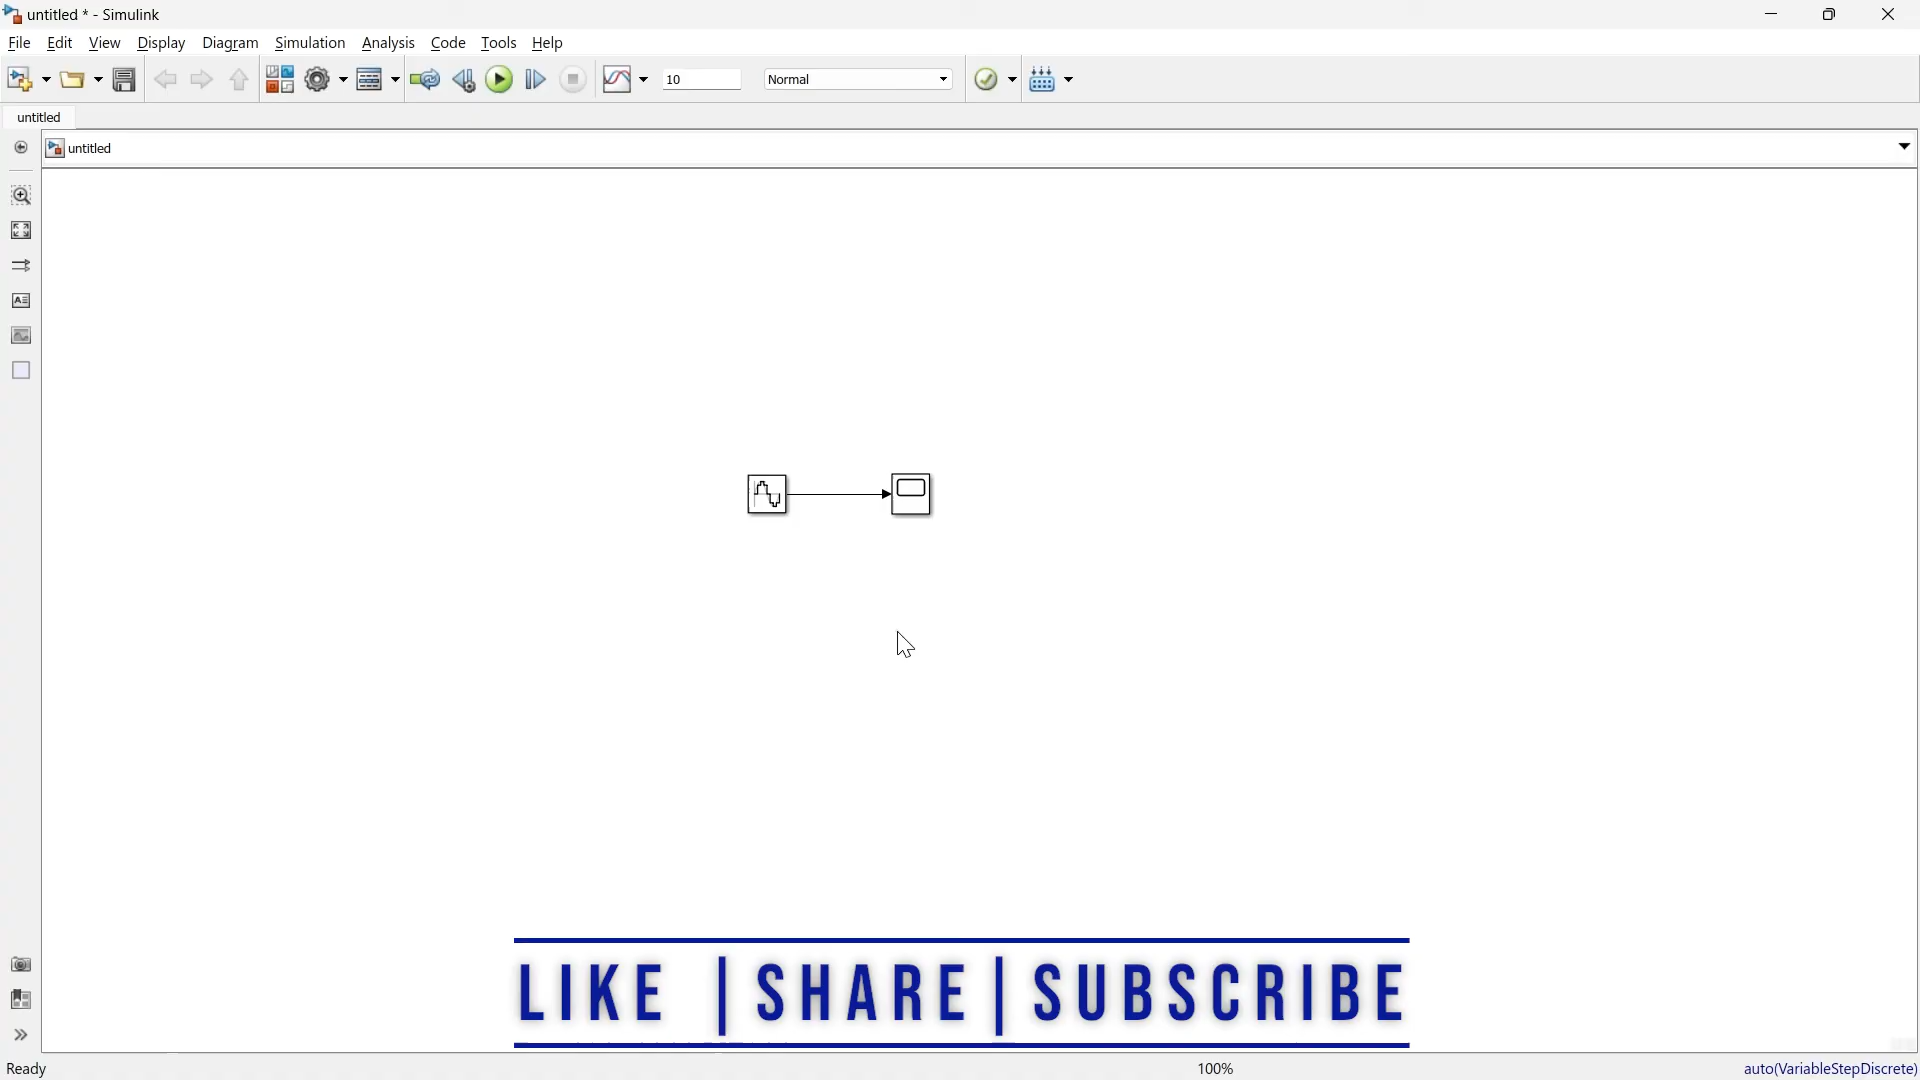 untitled * - Simulink
File Edit View Display Diagram Simulation Analysis Code Tools Help
10 Normal
untitled
untitled
LIKE | SHARE | SUBSCRIBE
Ready 100% auto(VariableStepDiscrete)